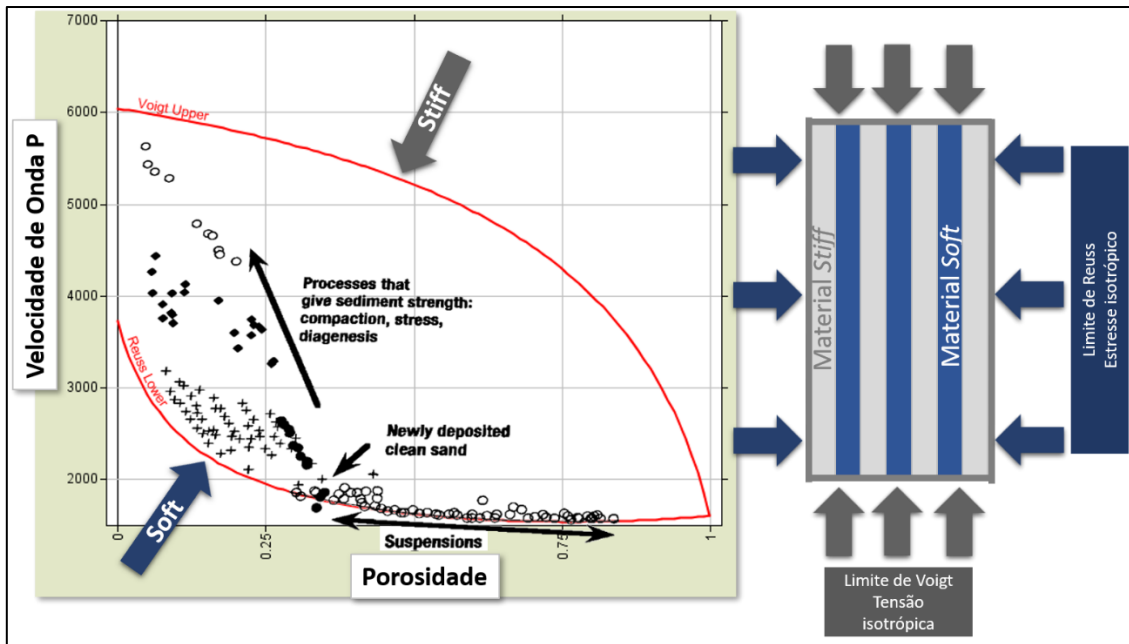 7000
6000
5000
4000
3000
2000
Velocidade de Onda P
Voigt Upper
Stiff
Processes that
give sediment strength:
compaction, stress,
diagenesis
Reuss Lower
Newly deposited
clean sand
Soft
Suspensions
0
0.25
0.75
1
Porosidade
Material Stiff
Material Soft
Limite de Reuss
Estresse isotrópico
Limite de Voigt
Tensão
isotrópica